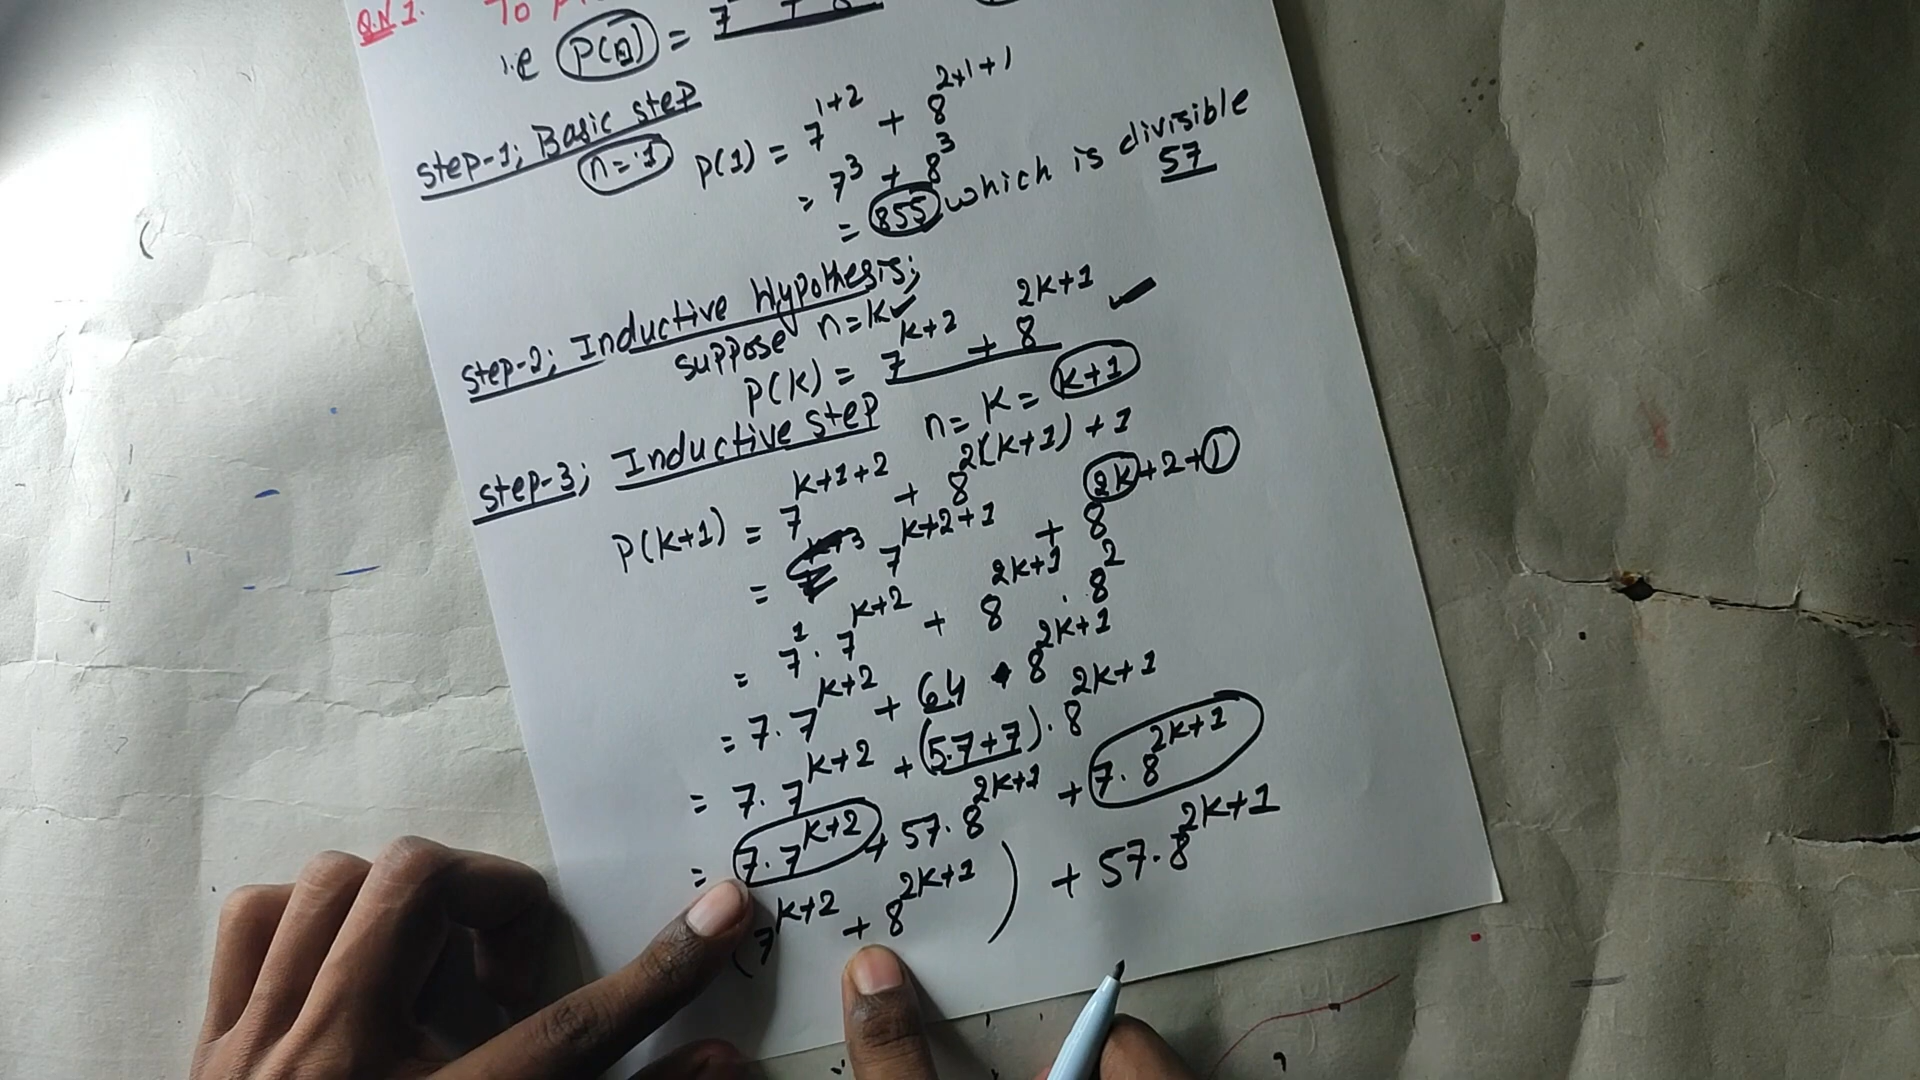 Q.N 1. To
i.e P(n) =
step-1; Basic step
n=1 P(1) = 7^{1+2} + 8^{2+1+1}
= 7^3 + 8^3
= 855 which is divisible
57
step-2; Inductive Hypothesis;
suppose n=k
P(k) = 7^{k+2} + 8^{2k+1}
step-3; Inductive step n= k= k+1
P(k+1) = 7^{k+1+2} + 8^{2(k+1)+1}
= 7^{k+2+1} + 8^{2k+2+1}
= 7^1 . 7^{k+2} + 8^{2k+1} . 8^2
= 7.7^{k+2} + 64 . 8^{2k+1}
= 7.7^{k+2} + (5.7+7) . 8^{2k+1}
= 7.7^{k+2} + 57.8^{2k+1} + 7.8^{2k+1}
(7^{k+2} + 8^{2k+1}) + 57.8^{2k+1}